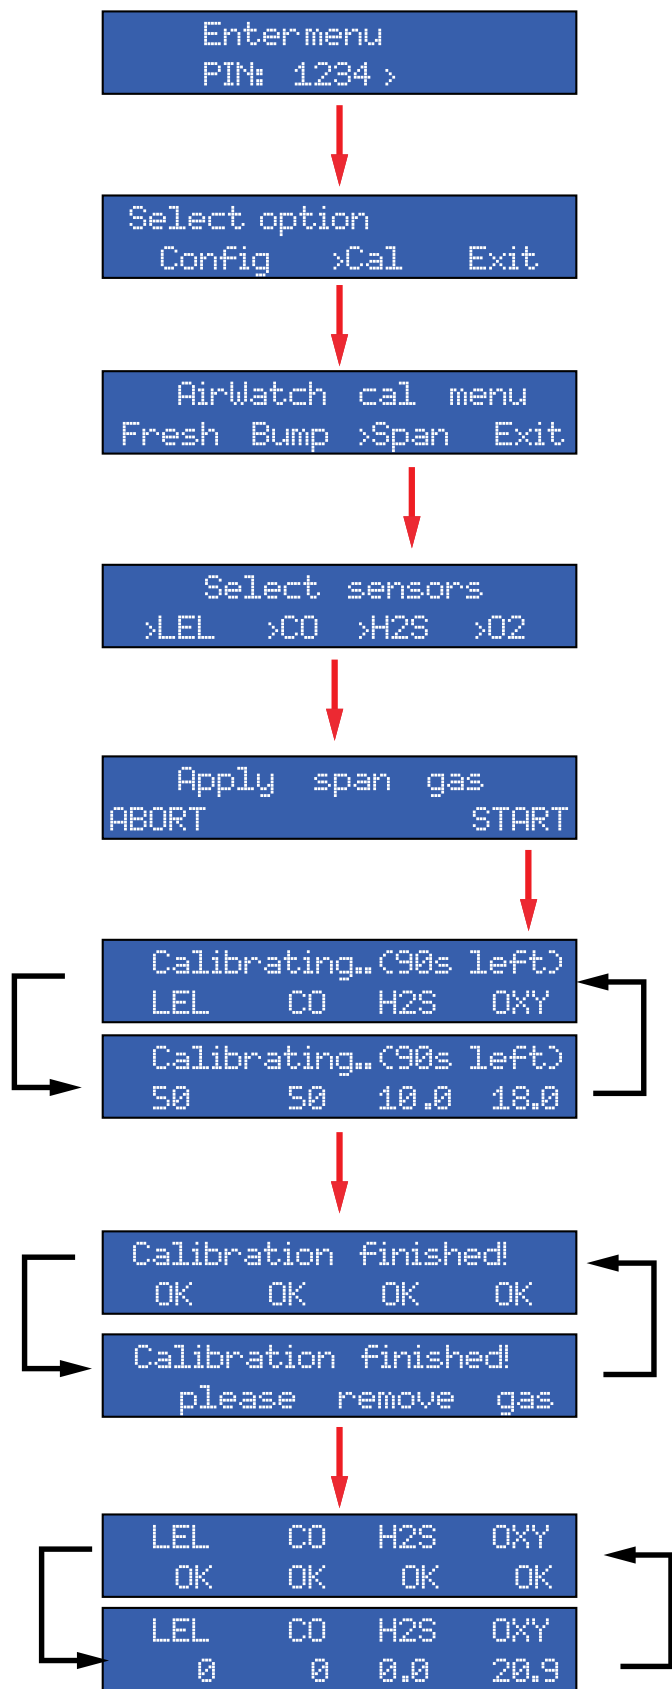 Enter menu
PIN: 1234 >
Select option
Config >Cal Exit
AirWatch cal menu
Fresh Bump >Span Exit
Select sensors
>LEL >CO >H2S >O2
Apply span gas
ABORT START
Calibrating..(90s left)
LEL CO H2S OXY
Calibrating..(90s left)
50 50 10.0 18.0
Calibration finished!
OK OK OK OK
Calibration finished!
please remove gas
LEL CO H2S OXY
OK OK OK OK
LEL CO H2S OXY
0 0 0.0 20.9